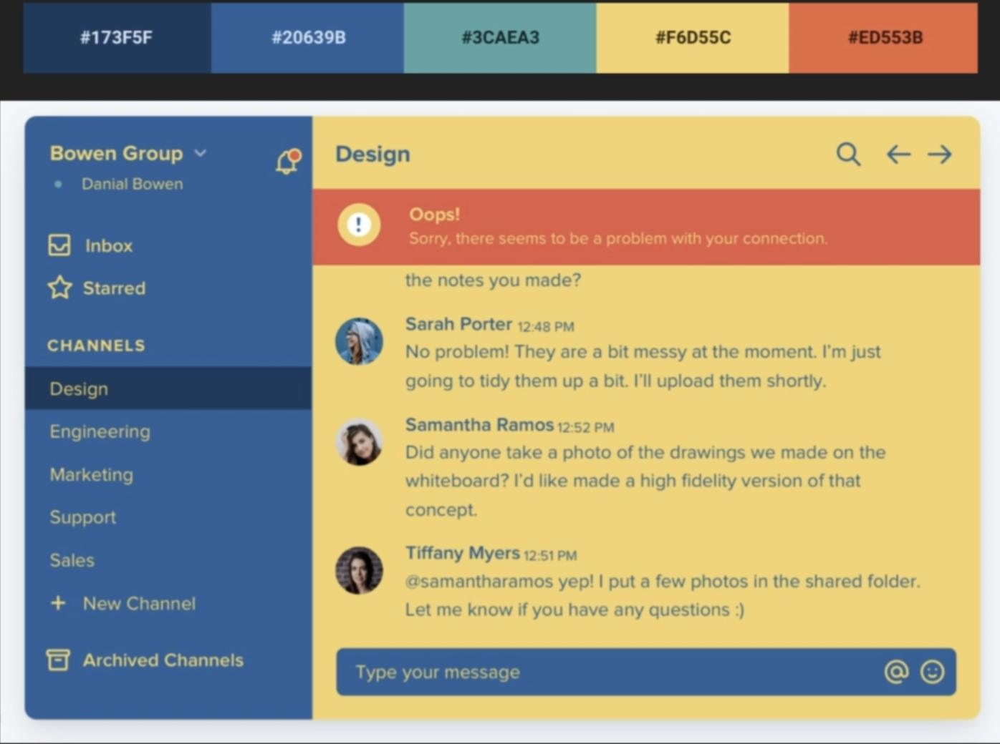 #173F5F
#20639B
#3CAEA3
#F6D55C
#ED553B
Bowen Group
Danial Bowen
Inbox
Starred
CHANNELS
Design
Engineering
Marketing
Support
Sales
+ New Channel
Archived Channels
Design
!
Oops!
Sorry, there seems to be a problem with your connection.
the notes you made?
Sarah Porter 12:48 PM
No problem! They are a bit messy at the moment. I'm just
going to tidy them up a bit. I'll upload them shortly.
Samantha Ramos 12:52 PM
Did anyone take a photo of the drawings we made on the
whiteboard? I'd like made a high fidelity version of that
concept.
Tiffany Myers 12:51 PM
@samantharamos yep! I put a few photos in the shared folder.
Let me know if you have any questions :)
Type your message @